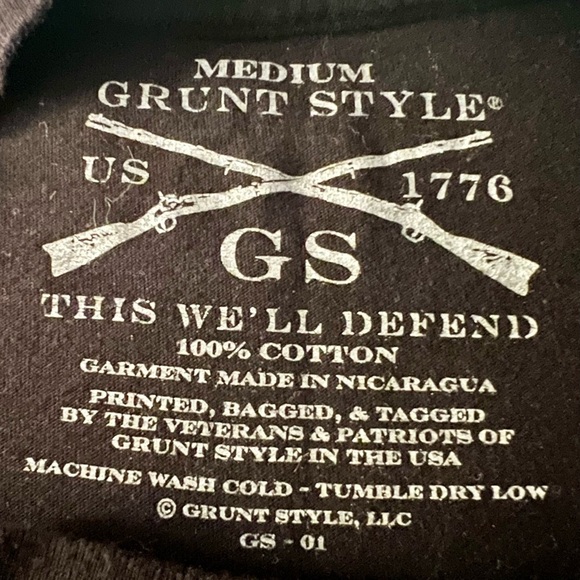 MEDIUM
GRUNT STYLE®
US 1776
GS
THIS WE'LL DEFEND
100% COTTON
GARMENT MADE IN NICARAGUA
PRINTED, BAGGED, & TAGGED
BY THE VETERANS & PATRIOTS OF
GRUNT STYLE IN THE USA
MACHINE WASH COLD - TUMBLE DRY LOW
© GRUNT STYLE, LLC
GS - 01